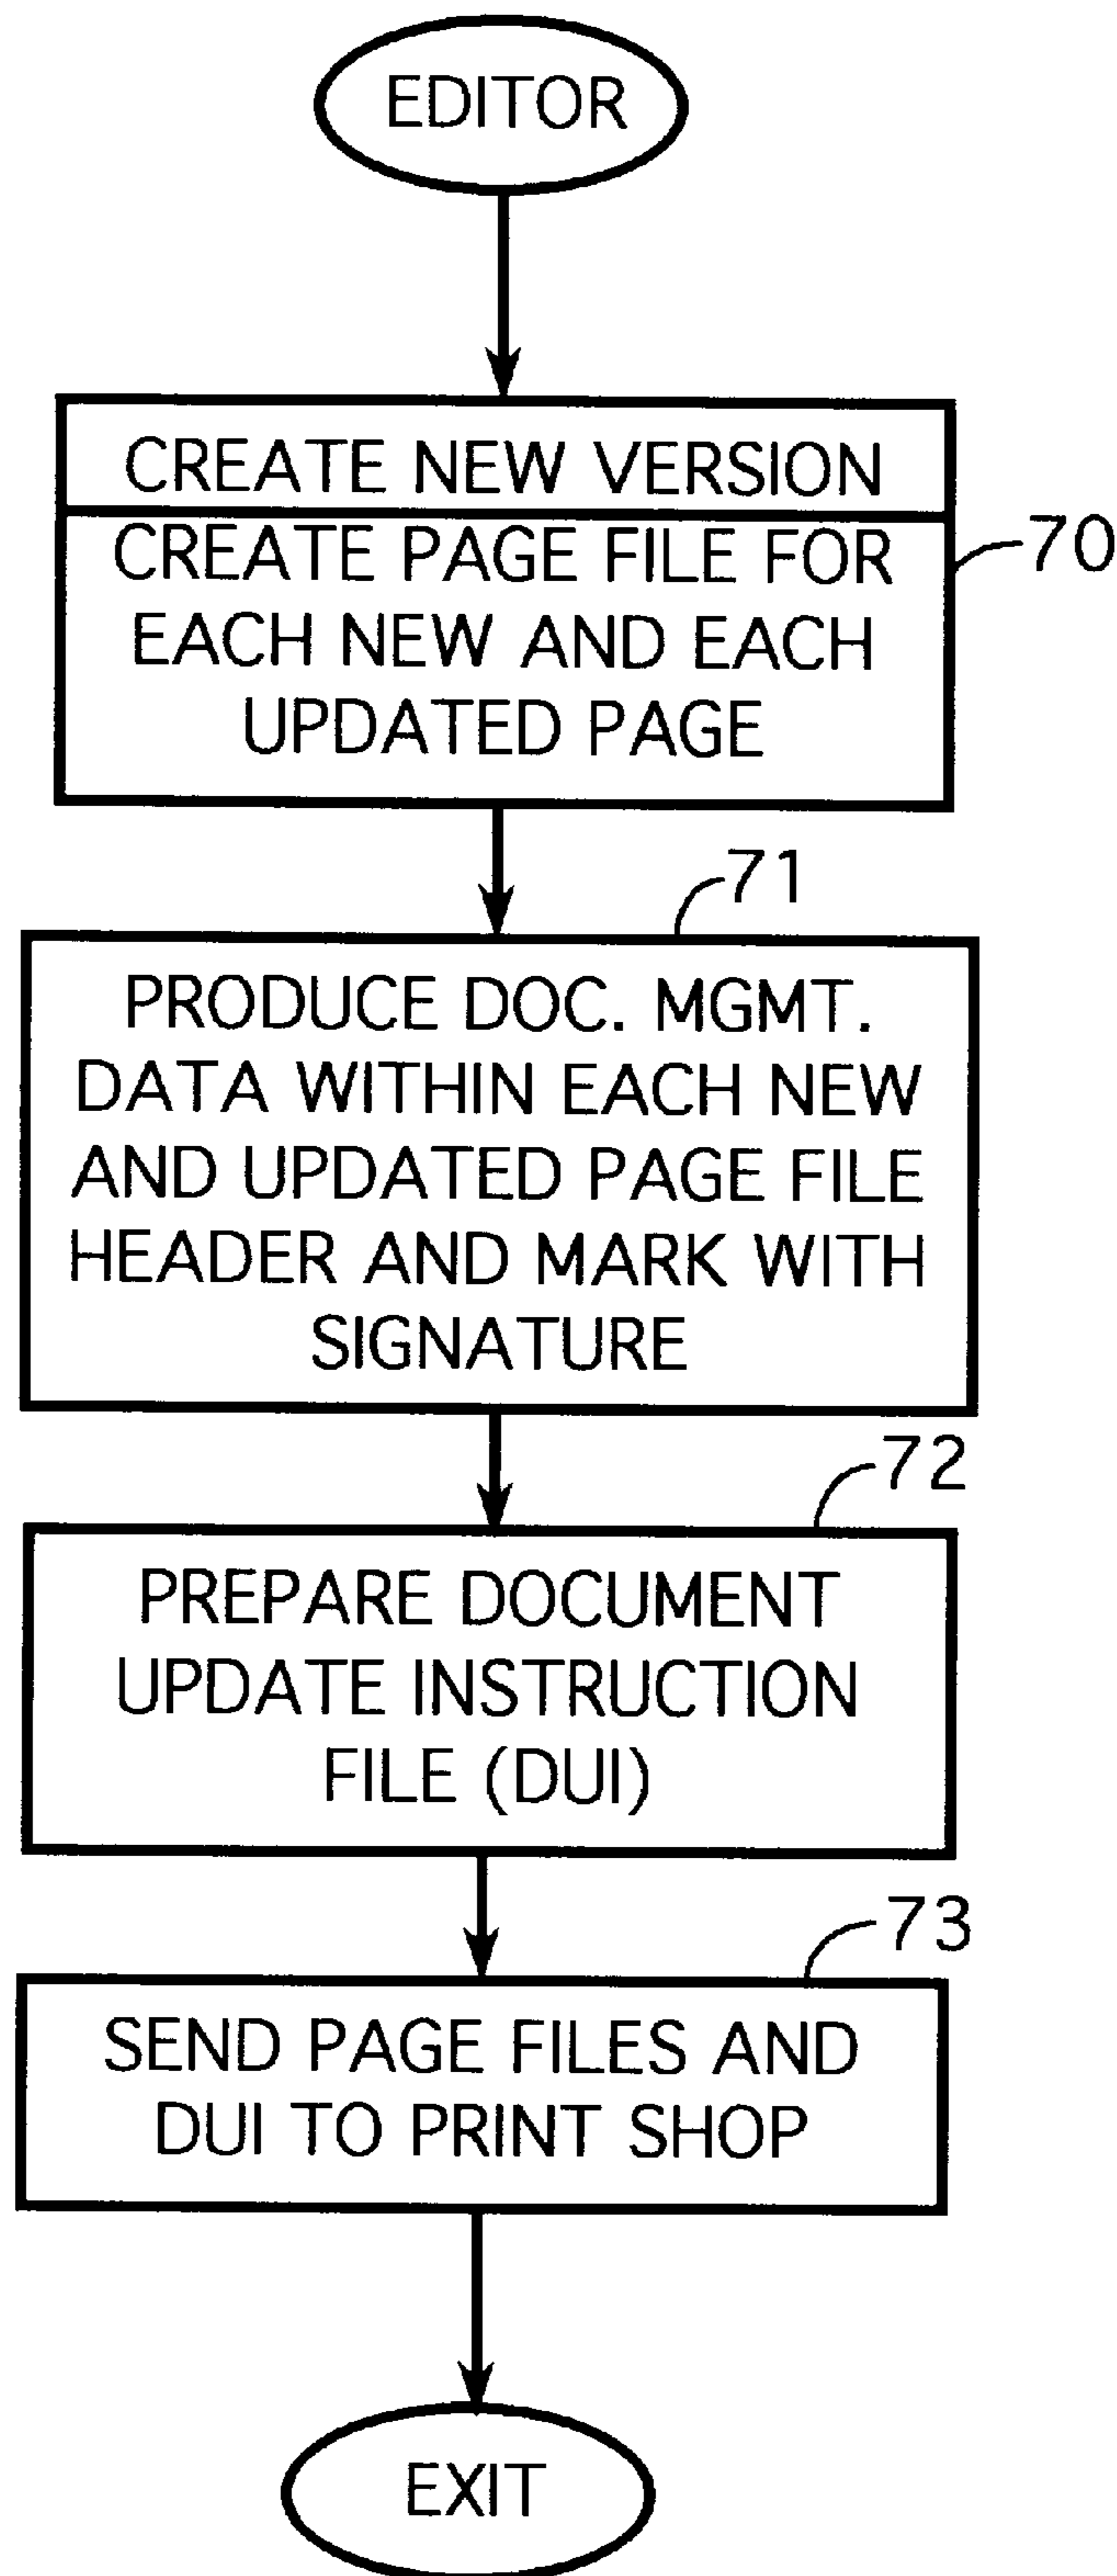 EDITOR
CREATE NEW VERSION
CREATE PAGE FILE FOR
EACH NEW AND EACH
UPDATED PAGE
70
71
PRODUCE DOC. MGMT.
DATA WITHIN EACH NEW
AND UPDATED PAGE FILE
HEADER AND MARK WITH
SIGNATURE
72
PREPARE DOCUMENT
UPDATE INSTRUCTION
FILE (DUI)
73
SEND PAGE FILES AND
DUI TO PRINT SHOP
EXIT